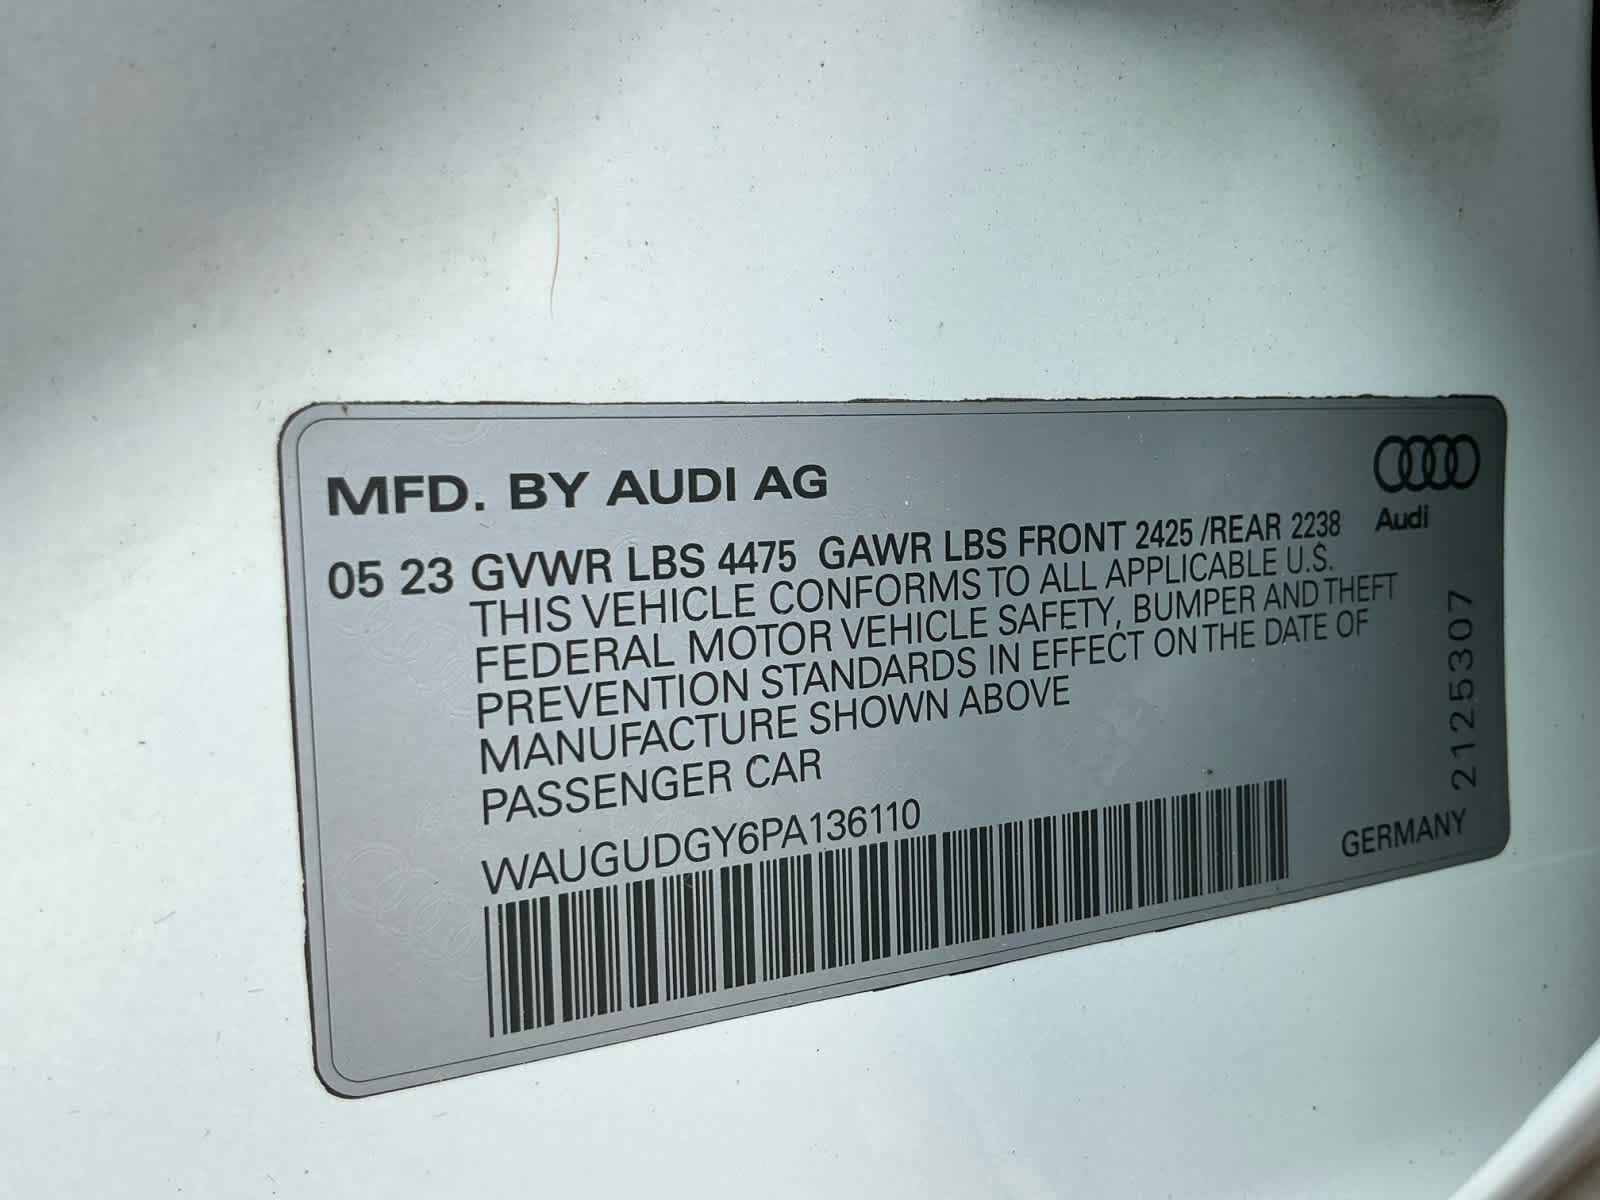 MFD. BY AUDI AG
Audi
05 23 GVWR LBS 4475 GAWR LBS FRONT 2425 /REAR 2238
THIS VEHICLE CONFORMS TO ALL APPLICABLE U.S.
FEDERAL MOTOR VEHICLE SAFETY, BUMPER AND THEFT
PREVENTION STANDARDS IN EFFECT ON THE DATE OF
MANUFACTURE SHOWN ABOVE
PASSENGER CAR
WAUGUDGY6PA136110
GERMANY
2125307